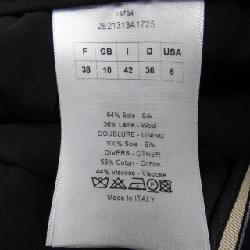 2E21313A1725
F GB I D USA
38 10 42 36 6
64% Soie - Silk
36% Laine - Wool
DOUBLURE - LINING
100% Soie - Silk
DIVERS - OTHER
56% Coton - Cotton
44% Viscose - Viscose
Made In ITALY